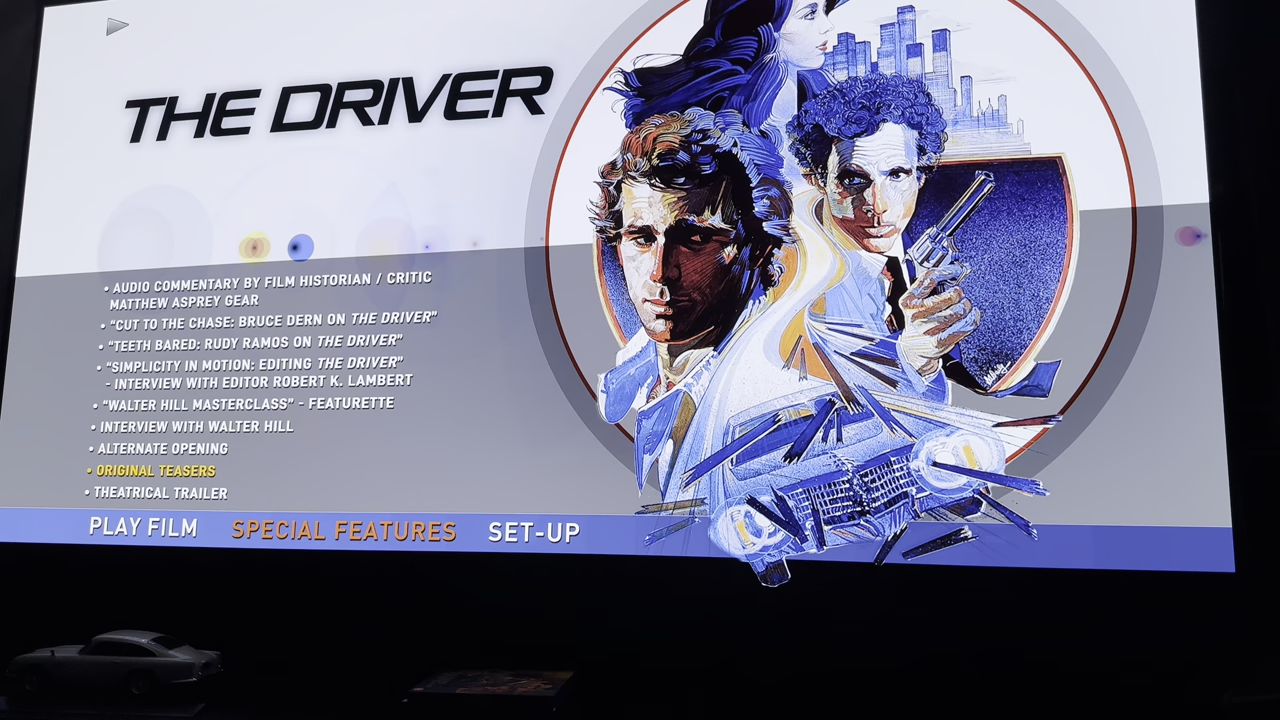 THE DRIVER
• AUDIO COMMENTARY BY FILM HISTORIAN / CRITIC
MATTHEW ASPREY GEAR
• "CUT TO THE CHASE: BRUCE DERN ON THE DRIVER"
• "TEETH BARED: RUDY RAMOS ON THE DRIVER"
• "SIMPLICITY IN MOTION: EDITING THE DRIVER"
- INTERVIEW WITH EDITOR ROBERT K. LAMBERT
• "WALTER HILL MASTERCLASS" - FEATURETTE
• INTERVIEW WITH WALTER HILL
• ALTERNATE OPENING
• ORIGINAL TEASERS
• THEATRICAL TRAILER
PLAY FILM SPECIAL FEATURES SET-UP